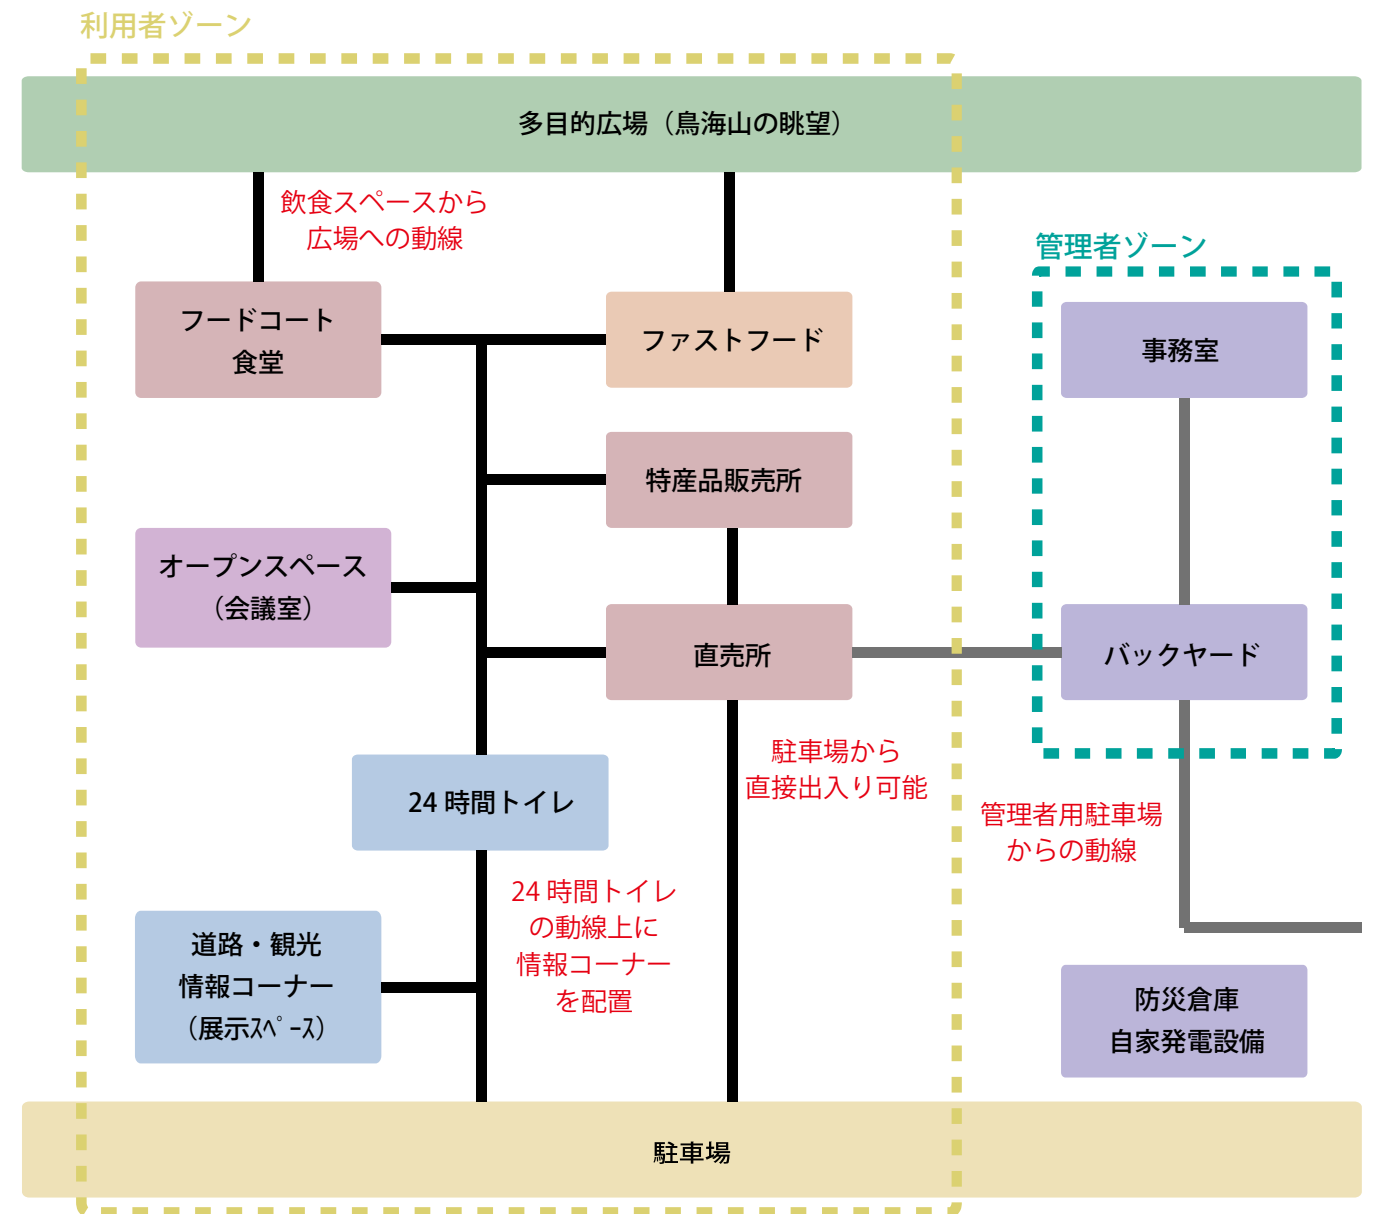 利用者ゾーン
多目的広場（鳥海山の眺望）
飲食スペースから
広場への動線
管理者ゾーン
フードコート
食堂
ファストフード
事務室
特産品販売所
オープンスペース
（会議室）
直売所
バックヤード
駐車場から
直接出入り可能
24 時間トイレ
管理者用駐車場
からの動線
24 時間トイレ
の動線上に
情報コーナー
を配置
道路・観光
情報コーナー
（展示ｽﾍﾟｰｽ）
防災倉庫
自家発電設備
駐車場